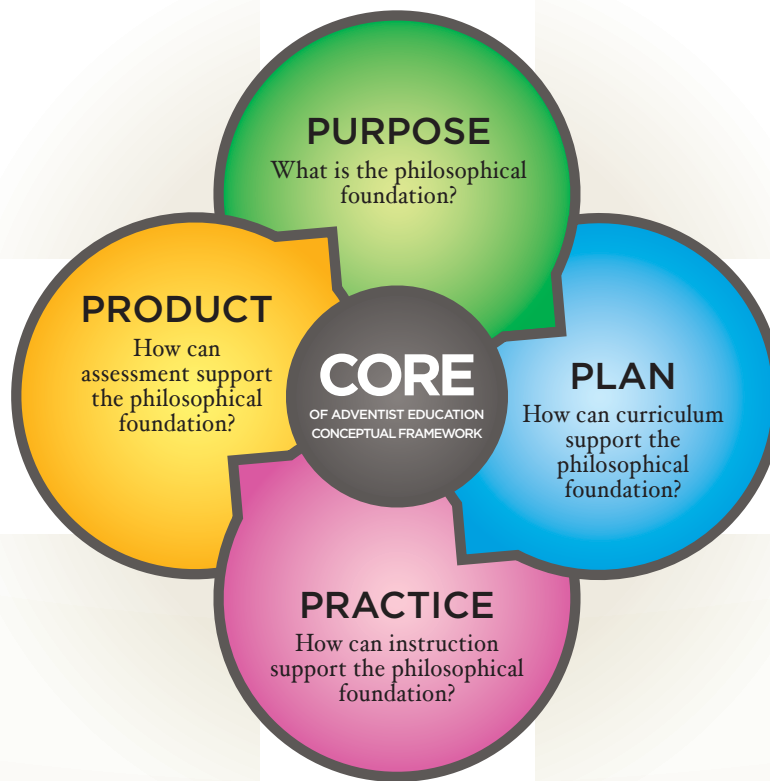 PURPOSE
What is the philosophical
foundation?
PRODUCT
How can
assessment support
the philosophical
foundation?
CORE
OF ADVENTIST EDUCATION
CONCEPTUAL FRAMEWORK
PLAN
How can curriculum
support the
philosophical
foundation?
PRACTICE
How can instruction
support the philosophical
foundation?